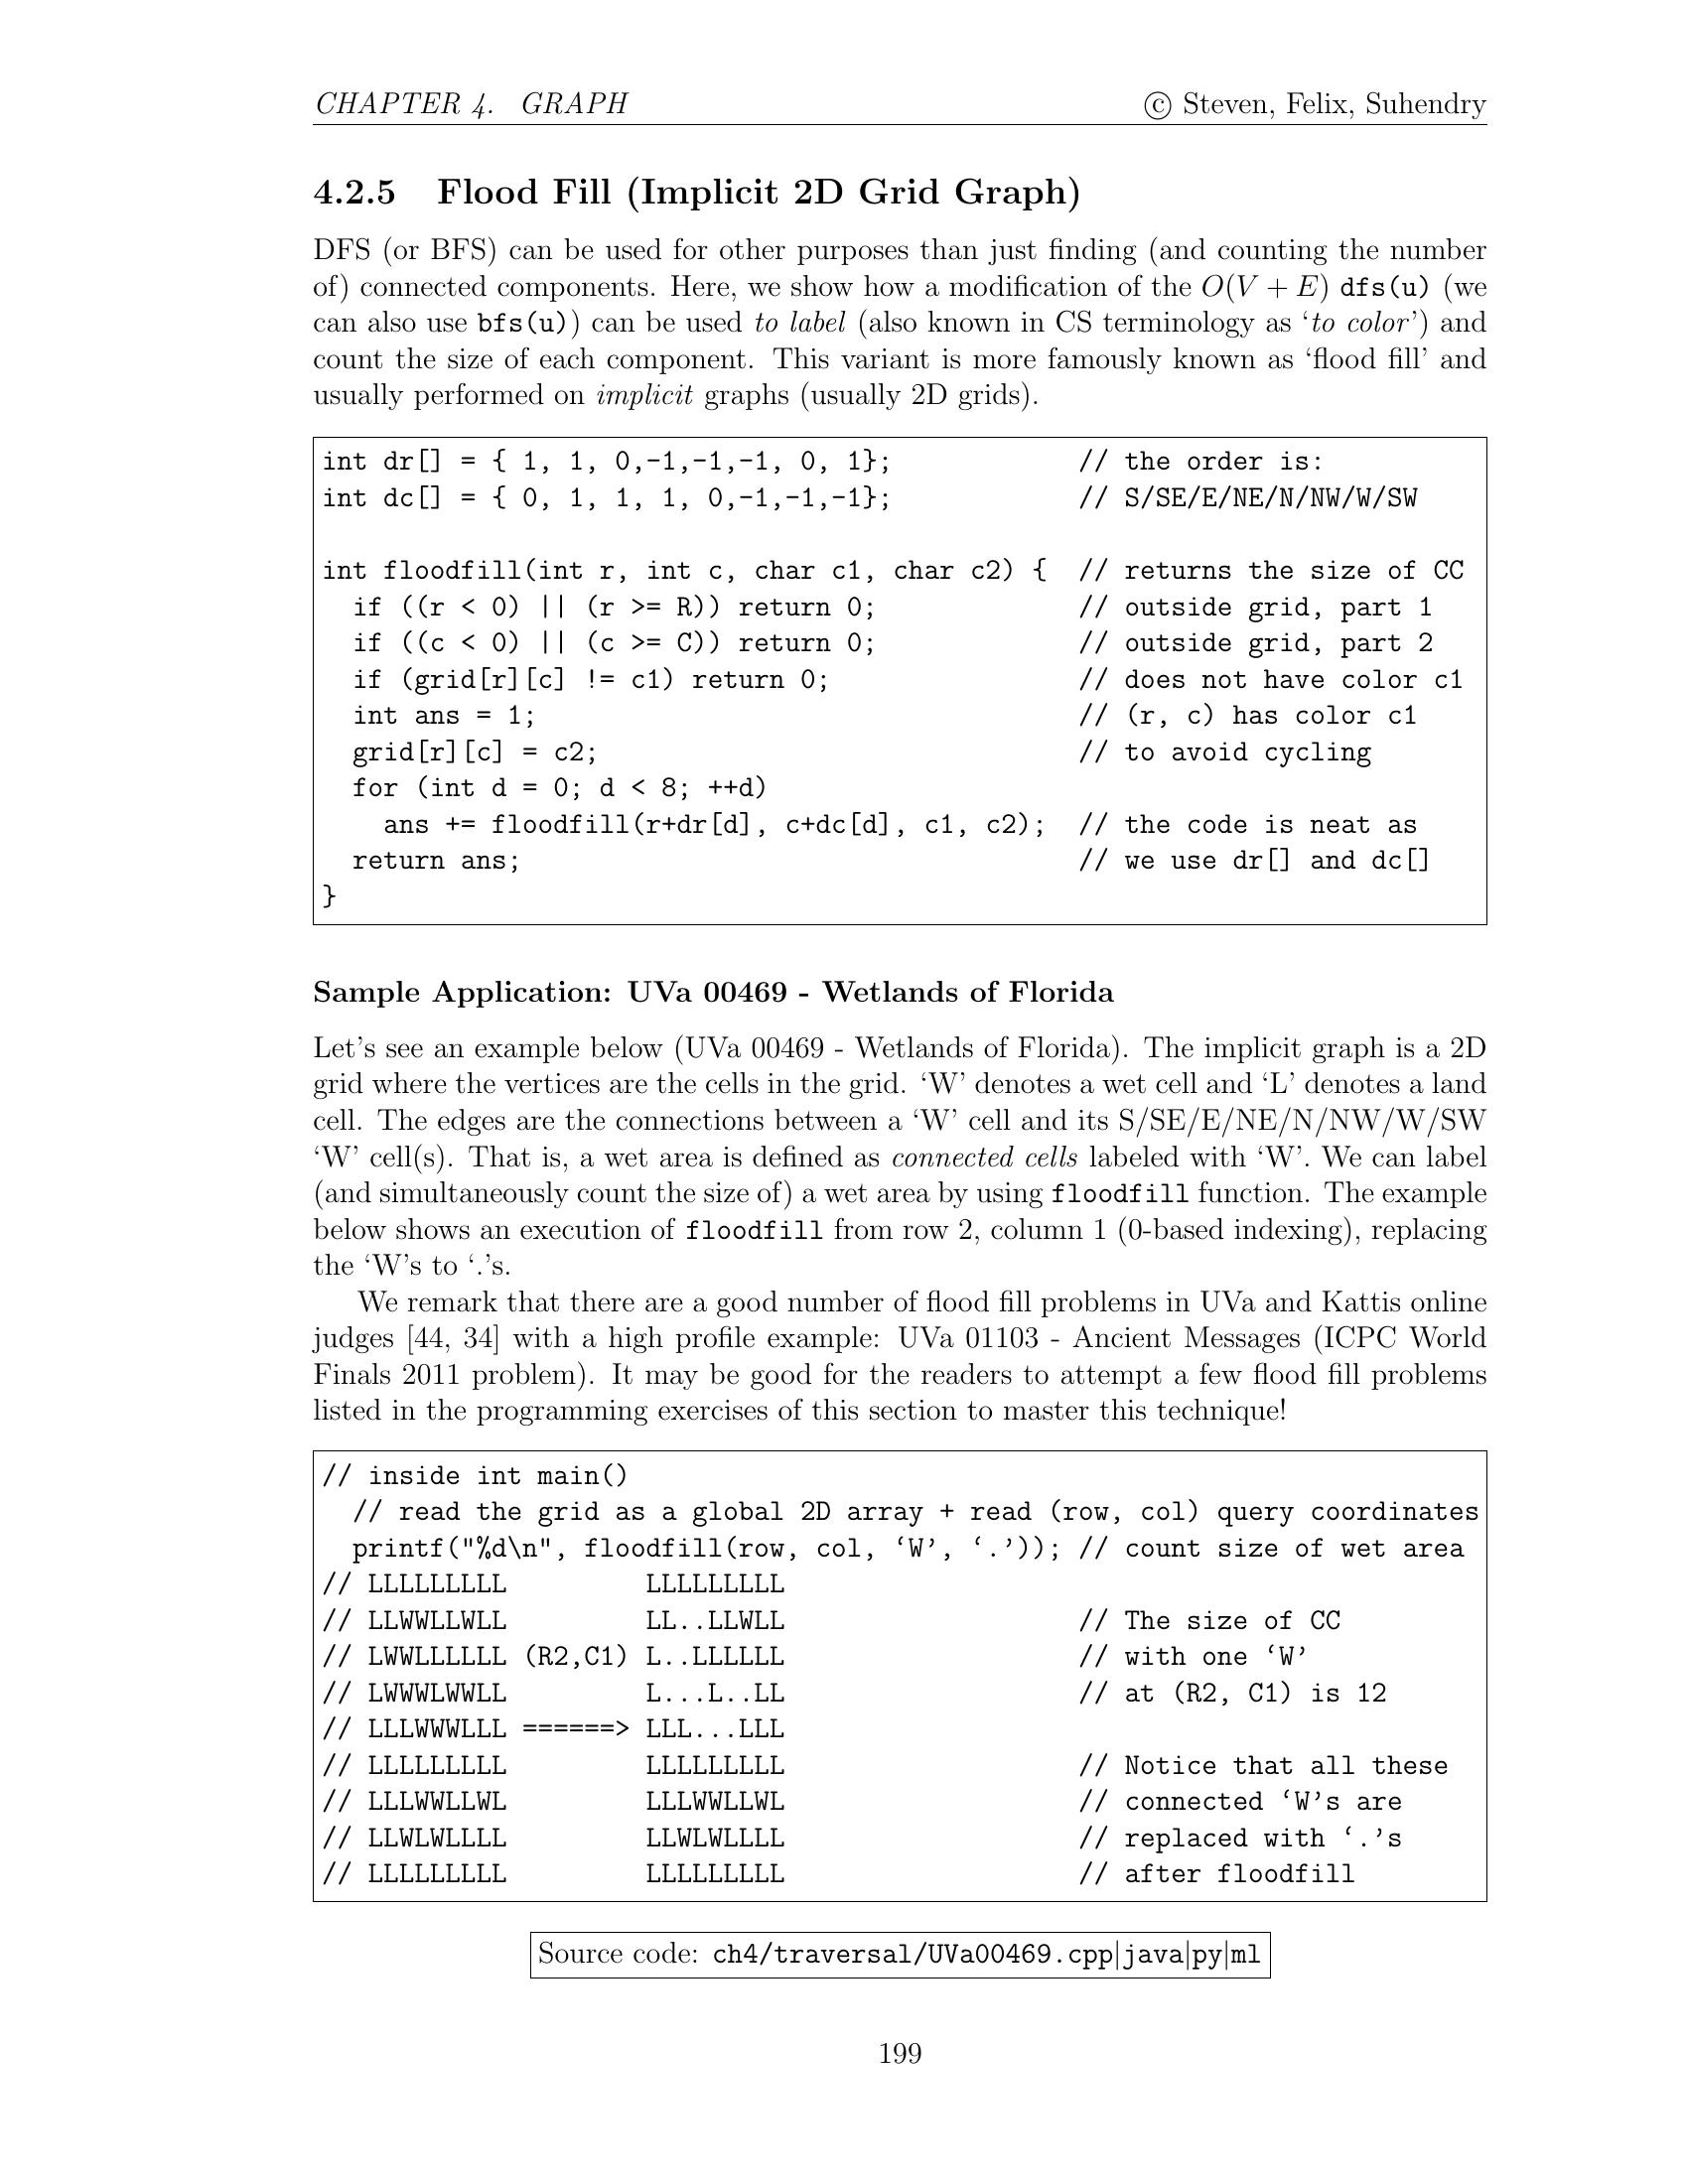 CHAPTER 4. GRAPH © Steven, Felix, Suhendry
4.2.5 Flood Fill (Implicit 2D Grid Graph)
DFS (or BFS) can be used for other purposes than just finding (and counting the number
of) connected components. Here, we show how a modification of the O(V + E) dfs(u) (we
can also use bfs(u)) can be used to label (also known in CS terminology as ‘to color’) and
count the size of each component. This variant is more famously known as ‘flood fill’ and
usually performed on implicit graphs (usually 2D grids).
int dr[] = { 1, 1, 0,-1,-1,-1, 0, 1};            // the order is:
int dc[] = { 0, 1, 1, 1, 0,-1,-1,-1};            // S/SE/E/NE/N/NW/W/SW
int floodfill(int r, int c, char c1, char c2) {  // returns the size of CC
  if ((r < 0) || (r >= R)) return 0;             // outside grid, part 1
  if ((c < 0) || (c >= C)) return 0;             // outside grid, part 2
  if (grid[r][c] != c1) return 0;                // does not have color c1
  int ans = 1;                                   // (r, c) has color c1
  grid[r][c] = c2;                               // to avoid cycling
  for (int d = 0; d < 8; ++d)
    ans += floodfill(r+dr[d], c+dc[d], c1, c2);  // the code is neat as
  return ans;                                    // we use dr[] and dc[]
}
Sample Application: UVa 00469 - Wetlands of Florida
Let’s see an example below (UVa 00469 - Wetlands of Florida). The implicit graph is a 2D
grid where the vertices are the cells in the grid. ‘W’ denotes a wet cell and ‘L’ denotes a land
cell. The edges are the connections between a ‘W’ cell and its S/SE/E/NE/N/NW/W/SW
‘W’ cell(s). That is, a wet area is defined as connected cells labeled with ‘W’. We can label
(and simultaneously count the size of) a wet area by using floodfill function. The example
below shows an execution of floodfill from row 2, column 1 (0-based indexing), replacing
the ‘W’s to ‘.’s.
We remark that there are a good number of flood fill problems in UVa and Kattis online
judges [44, 34] with a high profile example: UVa 01103 - Ancient Messages (ICPC World
Finals 2011 problem). It may be good for the readers to attempt a few flood fill problems
listed in the programming exercises of this section to master this technique!
// inside int main()
  // read the grid as a global 2D array + read (row, col) query coordinates
  printf("%d\n", floodfill(row, col, ‘W’, ‘.’)); // count size of wet area
// LLLLLLLLL         LLLLLLLLL
// LLWWLLWLL         LL..LLWLL                   // The size of CC
// LWWLLLLLL (R2,C1) L..LLLLLL                   // with one ‘W’
// LWWWLWWLL         L...L..LL                   // at (R2, C1) is 12
// LLLWWWLLL ======> LLL...LLL
// LLLLLLLLL         LLLLLLLLL                   // Notice that all these
// LLLWWLLWL         LLLWWLLWL                   // connected ‘W’s are
// LLWLWLLLL         LLWLWLLLL                   // replaced with ‘.’s
// LLLLLLLLL         LLLLLLLLL                   // after floodfill
Source code: ch4/traversal/UVa00469.cpp|java|py|ml
199